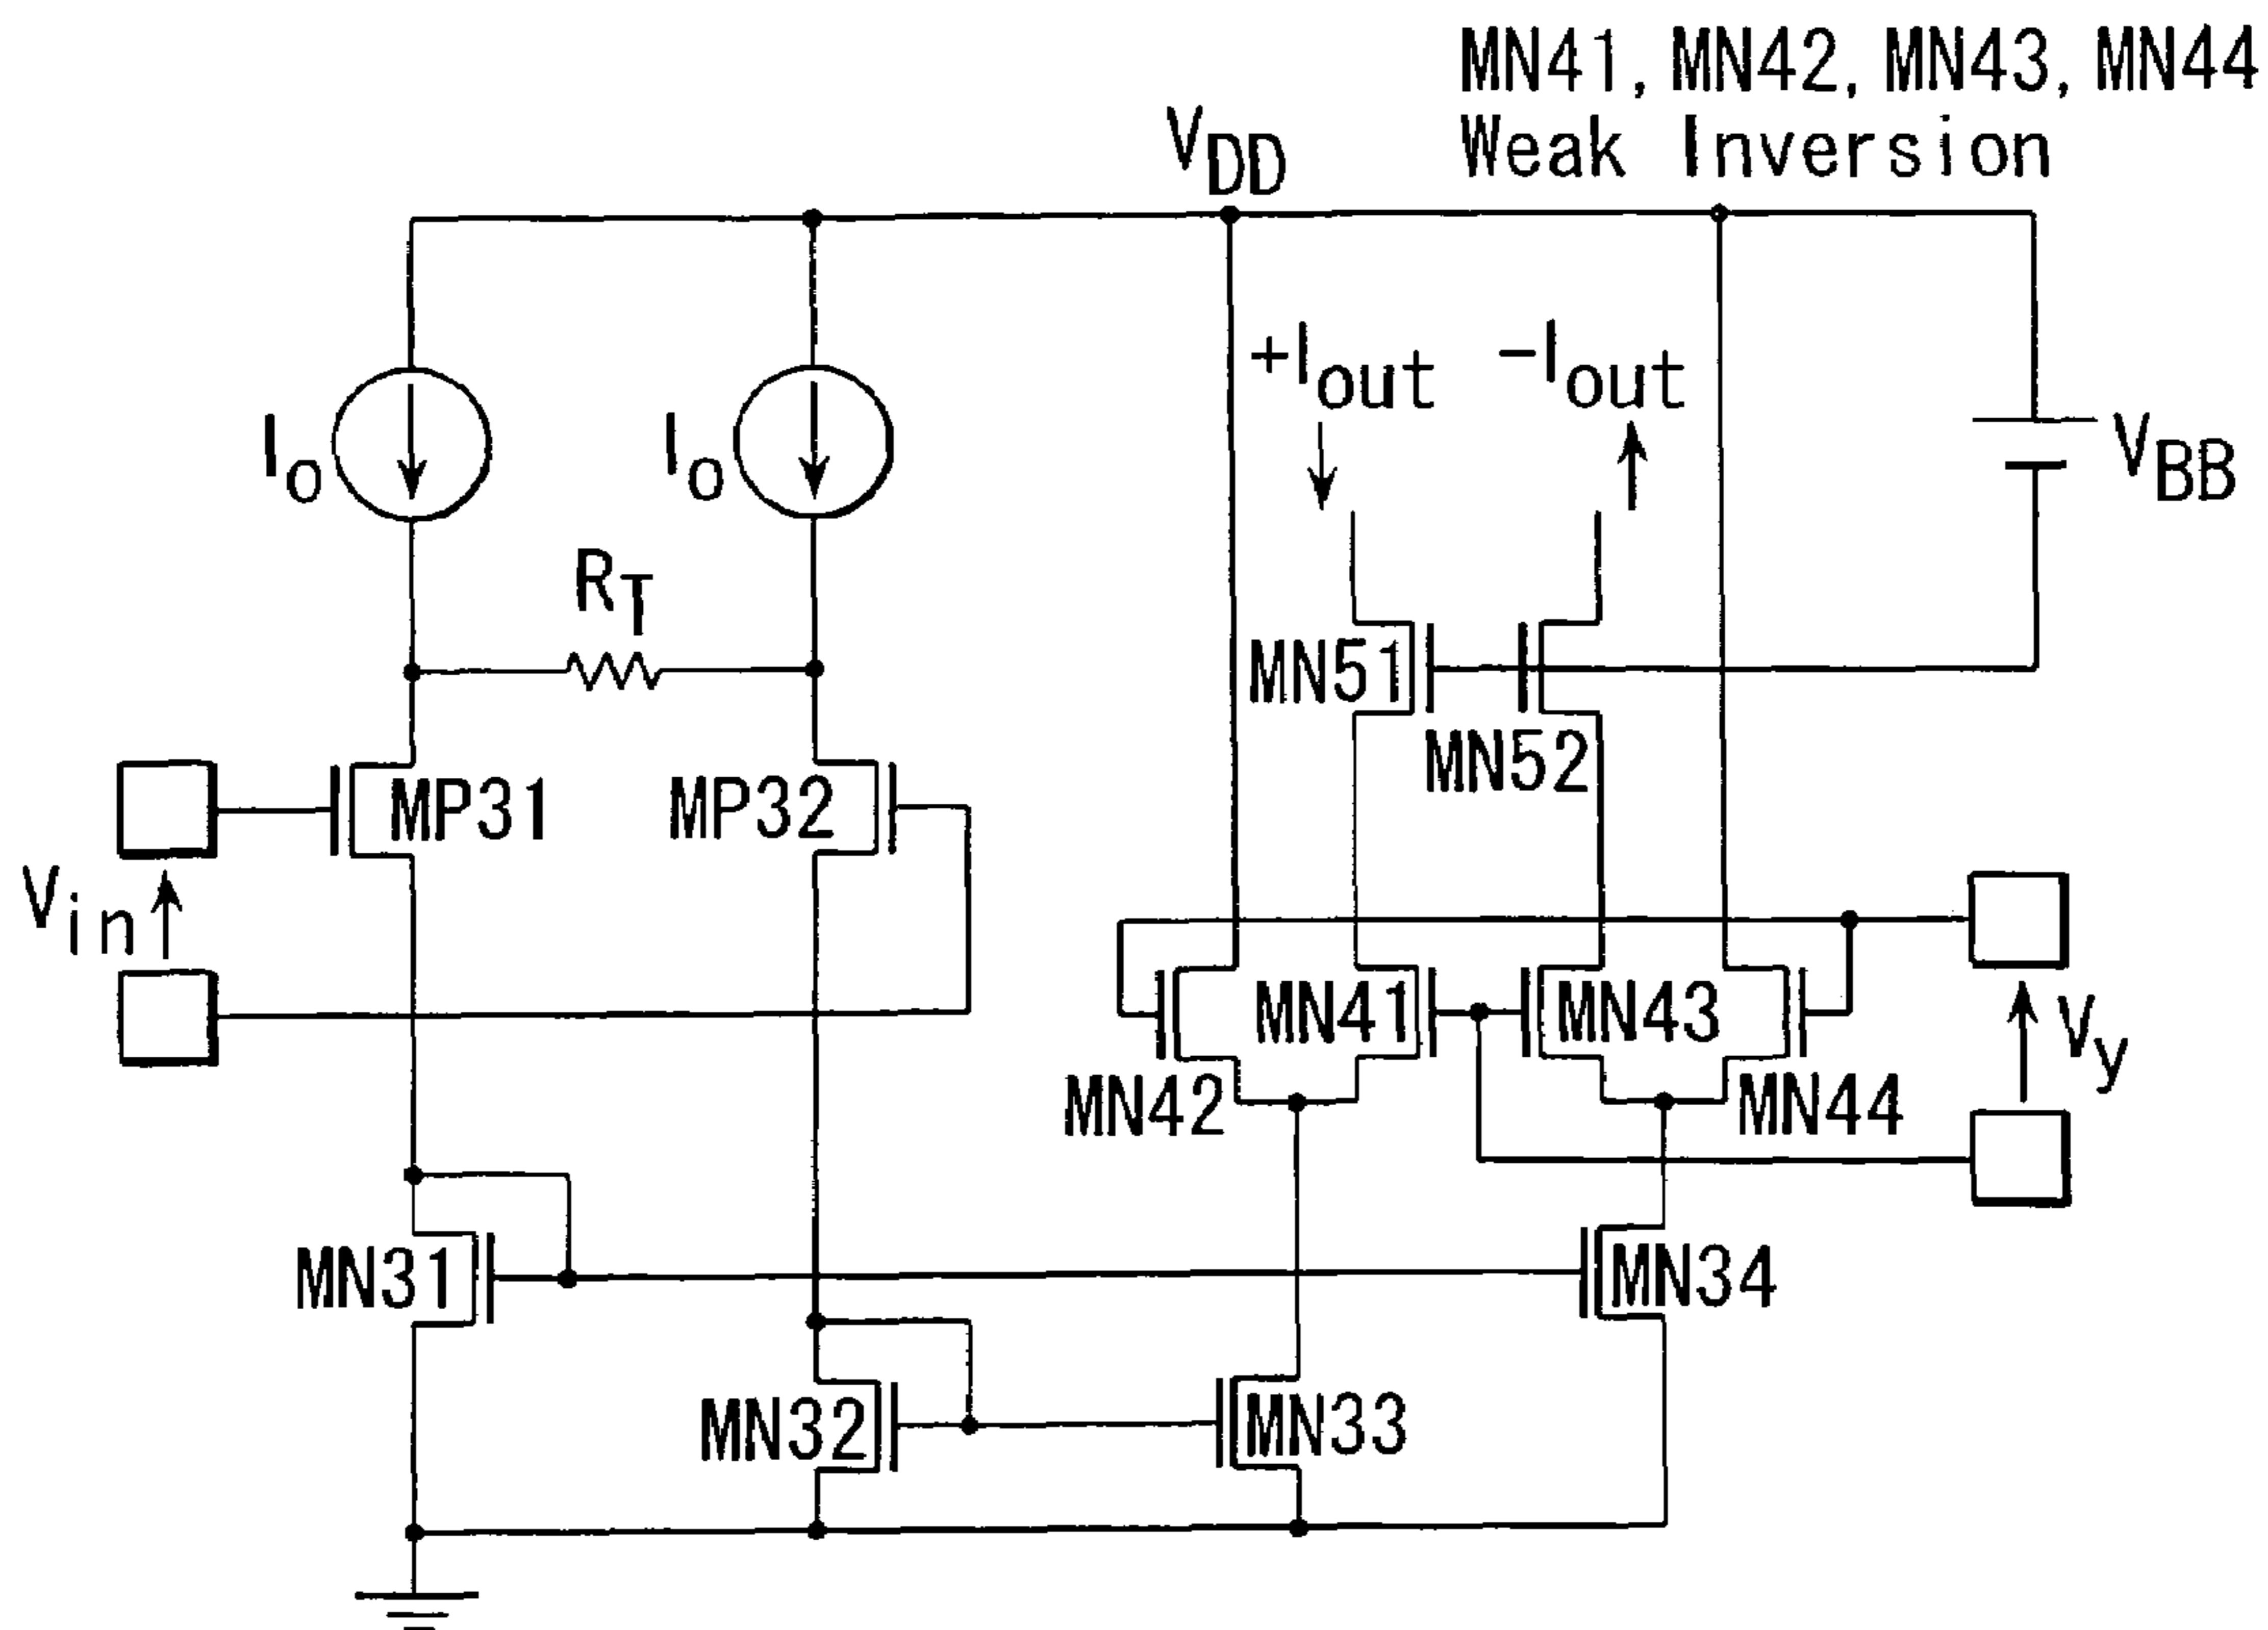 MN41, MN42, MN43, MN44
Weak Inversion
VDD
+Iout
-Iout
VBB
Io
Io
RT
MN51
MN52
MP31
MP32
Vin
MN41
MN43
MN42
MN44
Vy
MN31
MN34
MN32
MN33